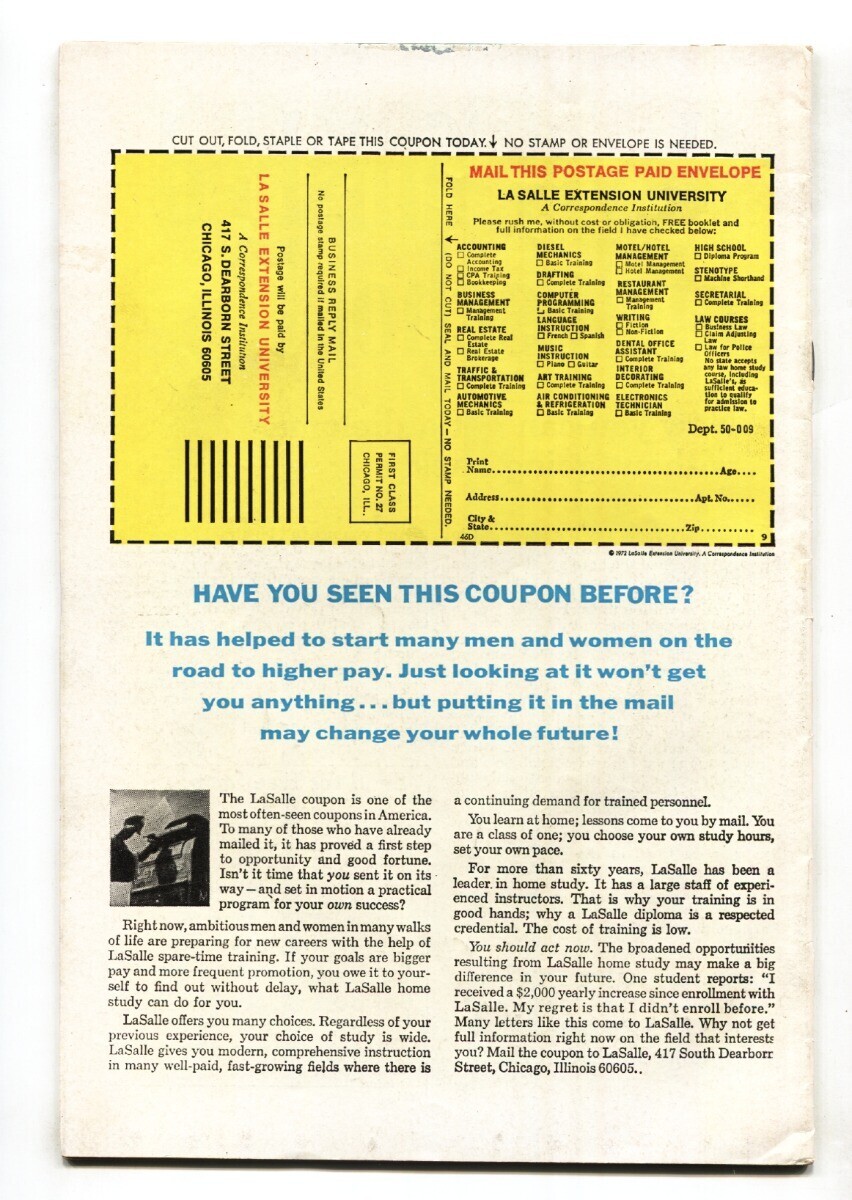 CUT OUT, FOLD, STAPLE OR TAPE THIS COUPON TODAY. ↓ NO STAMP OR ENVELOPE IS NEEDED.
BUSINESS REPLY MAIL
No postage stamp required if mailed in the United States
Postage will be paid by
LA SALLE EXTENSION UNIVERSITY
A Correspondence Institution
417 S. DEARBORN STREET
CHICAGO, ILLINOIS 60605
FIRST CLASS
PERMIT NO. 27
CHICAGO, ILL.
FOLD HERE → (DO NOT CUT) SEAL AND MAIL TODAY — NO STAMP NEEDED.
MAIL THIS POSTAGE PAID ENVELOPE
LA SALLE EXTENSION UNIVERSITY
A Correspondence Institution
Please rush me, without cost or obligation, FREE booklet and
full information on the field I have checked below:
ACCOUNTING
□ Complete
Accounting
□ Income Tax
□ CPA Training
□ Bookkeeping
BUSINESS
MANAGEMENT
□ Management
Training
REAL ESTATE
□ Complete Real
Estate
□ Real Estate
Brokerage
TRAFFIC &
TRANSPORTATION
□ Complete Training
AUTOMOTIVE
MECHANICS
□ Basic Training
DIESEL
MECHANICS
□ Basic Training
DRAFTING
□ Complete Training
COMPUTER
PROGRAMMING
□ Basic Training
LANGUAGE
INSTRUCTION
□ French □ Spanish
MUSIC
INSTRUCTION
□ Piano □ Guitar
ART TRAINING
□ Complete Training
AIR CONDITIONING
& REFRIGERATION
□ Basic Training
MOTEL/HOTEL
MANAGEMENT
□ Motel Management
□ Hotel Management
RESTAURANT
MANAGEMENT
□ Management
Training
WRITING
□ Fiction
□ Non-Fiction
DENTAL OFFICE
ASSISTANT
□ Complete Training
INTERIOR
DECORATING
□ Complete Training
ELECTRONICS
TECHNICIAN
□ Basic Training
HIGH SCHOOL
□ Diploma Program
STENOTYPE
□ Machine Shorthand
SECRETARIAL
□ Complete Training
LAW COURSES
□ Business Law
□ Claim Adjusting
Law
□ Law for Police
Officers
No state accepts
any law home study
course, including
LaSalle's, as
sufficient educa-
tion to qualify
for admission to
practice law.
Dept. 50-009
Print
Name..........Age....
Address..........Apt. No......
City &
State..........Zip..........
46D 9
© 1972 LaSalle Extension University. A Correspondence Institution
HAVE YOU SEEN THIS COUPON BEFORE?
It has helped to start many men and women on the
road to higher pay. Just looking at it won't get
you anything...but putting it in the mail
may change your whole future!
The LaSalle coupon is one of the
most often-seen coupons in America.
To many of those who have already
mailed it, it has proved a first step
to opportunity and good fortune.
Isn't it time that you sent it on its
way—and set in motion a practical
program for your own success?
Right now, ambitious men and women in many walks
of life are preparing for new careers with the help of
LaSalle spare-time training. If your goals are bigger
pay and more frequent promotion, you owe it to your-
self to find out without delay, what LaSalle home
study can do for you.
LaSalle offers you many choices. Regardless of your
previous experience, your choice of study is wide.
LaSalle gives you modern, comprehensive instruction
in many well-paid, fast-growing fields where there is
a continuing demand for trained personnel.
You learn at home; lessons come to you by mail. You
are a class of one; you choose your own study hours,
set your own pace.
For more than sixty years, LaSalle has been a
leader in home study. It has a large staff of experi-
enced instructors. That is why your training is in
good hands; why a LaSalle diploma is a respected
credential. The cost of training is low.
You should act now. The broadened opportunities
resulting from LaSalle home study may make a big
difference in your future. One student reports: "I
received a $2,000 yearly increase since enrollment with
LaSalle. My regret is that I didn't enroll before."
Many letters like this come to LaSalle. Why not get
full information right now on the field that interests
you? Mail the coupon to LaSalle, 417 South Dearborn
Street, Chicago, Illinois 60605..